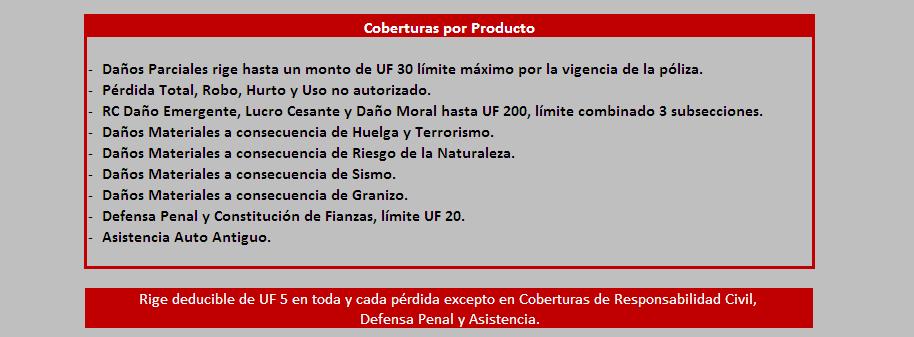 Coberturas por Producto
- Daños Parciales rige hasta un monto de UF 30 límite máximo por la vigencia de la póliza.
- Pérdida Total, Robo, Hurto y Uso no autorizado.
- RC Daño Emergente, Lucro Cesante y Daño Moral hasta UF 200, límite combinado 3 subsecciones.
- Daños Materiales a consecuencia de Huelga y Terrorismo.
- Daños Materiales a consecuencia de Riesgo de la Naturaleza.
- Daños Materiales a consecuencia de Sismo.
- Daños Materiales a consecuencia de Granizo.
- Defensa Penal y Constitución de Fianzas, límite UF 20.
- Asistencia Auto Antiguo.
Rige deducible de UF 5 en toda y cada pérdida excepto en Coberturas de Responsabilidad Civil,
Defensa Penal y Asistencia.